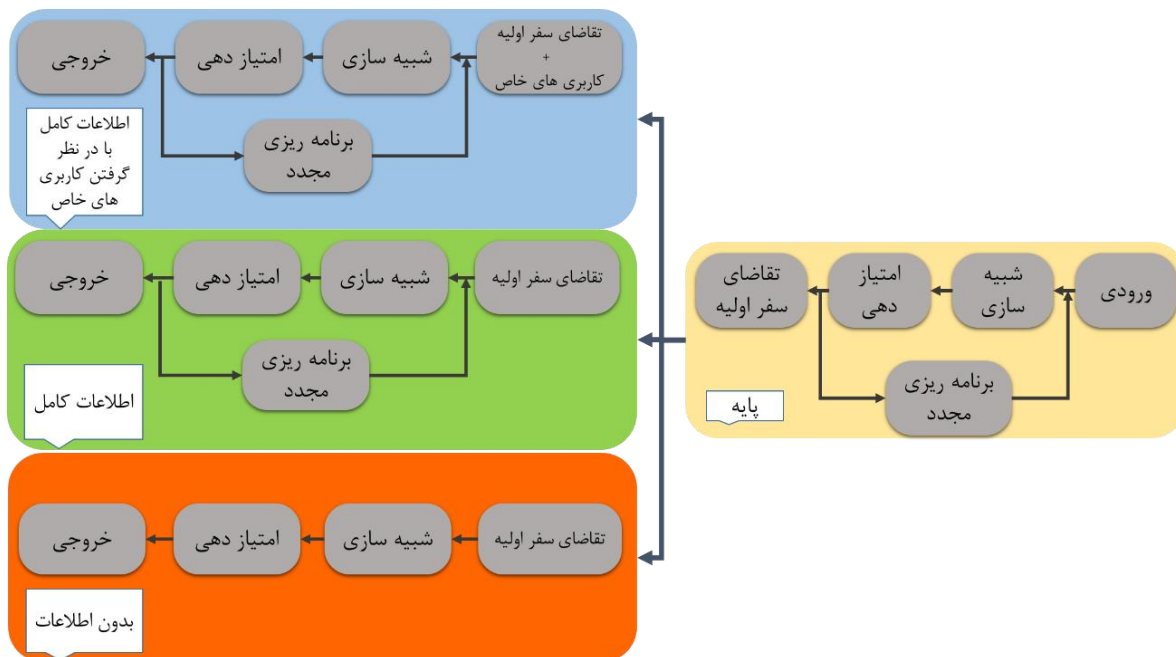 ورودی
شبیه
سازی
امتیاز
دهی
تقاضای
سفر اولیه
برنامه ریزی
مجدد
پایه
تقاضای سفر اولیه
+
کاربری های خاص
شبیه سازی
امتیاز دهی
خروجی
برنامه ریزی
مجدد
اطلاعات کامل
با در نظر
گرفتن کاربری
های خاص
تقاضای سفر اولیه
شبیه سازی
امتیاز دهی
خروجی
برنامه ریزی
مجدد
اطلاعات کامل
تقاضای سفر اولیه
شبیه سازی
امتیاز دهی
خروجی
بدون اطلاعات